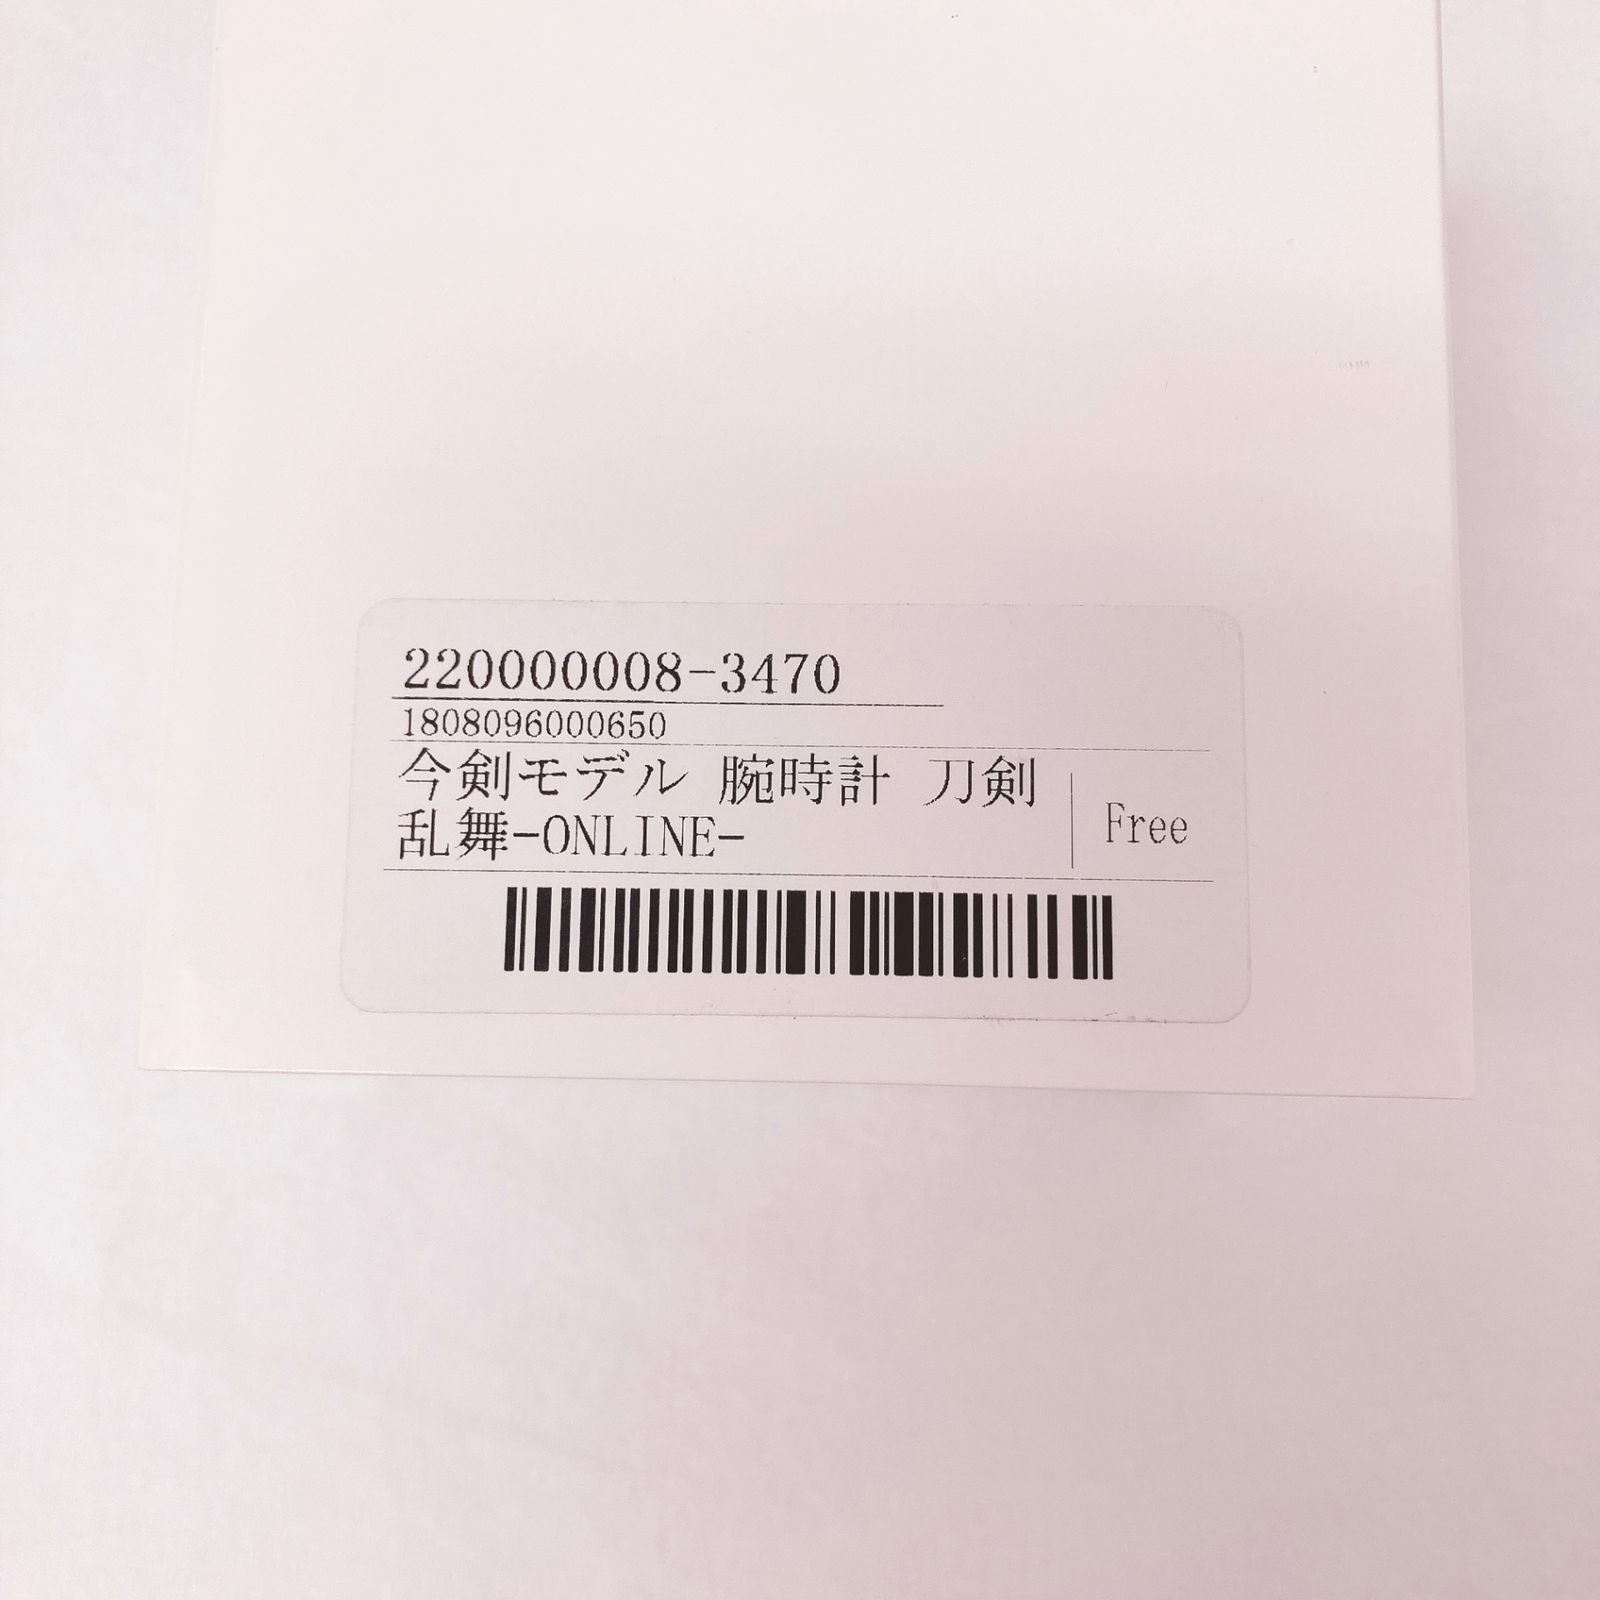 220000008-3470
1808096000650
今剣モデル 腕時計 刀剣
乱舞-ONLINE-
Free